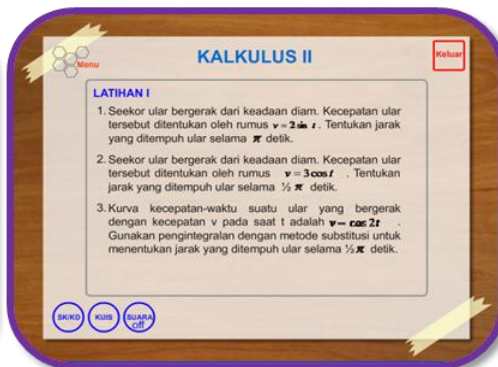 Menu
KALKULUS II
Keluar
LATIHAN I
1. Seekor ular bergerak dari keadaan diam. Kecepatan ular
tersebut ditentukan oleh rumus v = 2 sin t. Tentukan jarak
yang ditempuh ular selama π detik.
2. Seekor ular bergerak dari keadaan diam. Kecepatan ular
tersebut ditentukan oleh rumus v = 3 cos t . Tentukan
jarak yang ditempuh ular selama ½ π detik.
3. Kurva kecepatan-waktu suatu ular yang bergerak
dengan kecepatan v pada saat t adalah v = cos 2t .
Gunakan pengintegralan dengan metode substitusi untuk
menentukan jarak yang ditempuh ular selama ½ π detik.
SK/KD
KUIS
SUARA
off